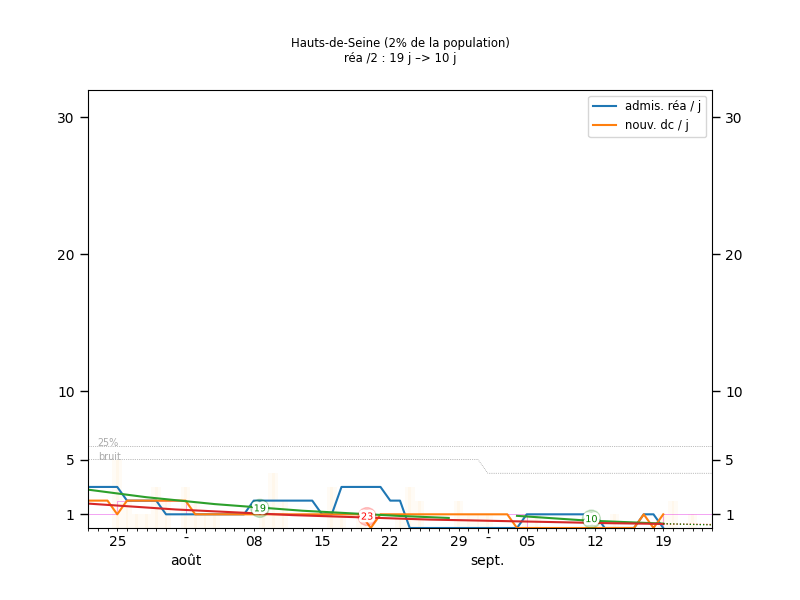 Hauts-de-Seine (2% de la population)
réa /2 : 19 j –> 10 j
admis. réa / j
nouv. dc / j
30 30
20 20
10 10
25%
bruit
5 5
19
23
10
1 1
25 - 08 15 22 29 - 05 12 19
août sept.